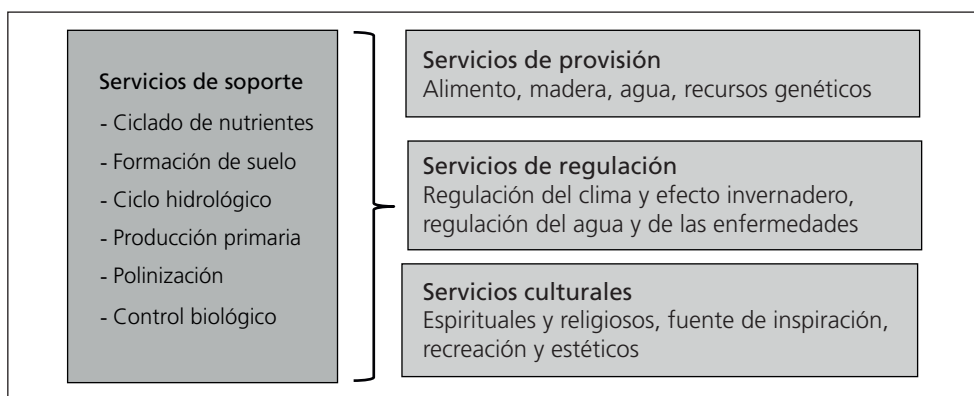 Servicios de soporte
- Ciclado de nutrientes
- Formación de suelo
- Ciclo hidrológico
- Producción primaria
- Polinización
- Control biológico
Servicios de provisión
Alimento, madera, agua, recursos genéticos
Servicios de regulación
Regulación del clima y efecto invernadero,
regulación del agua y de las enfermedades
Servicios culturales
Espirituales y religiosos, fuente de inspiración,
recreación y estéticos